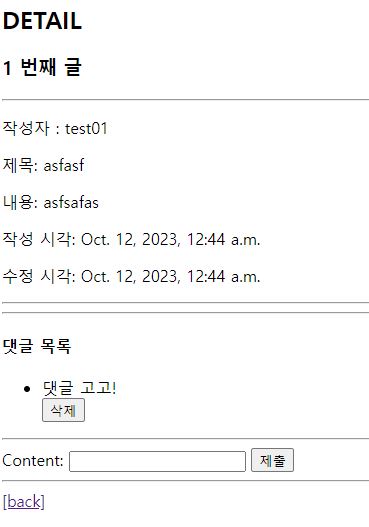 DETAIL
1 번째 글
작성자 : test01
제목: asfasf
내용: asfsafas
작성 시각: Oct. 12, 2023, 12:44 a.m.
수정 시각: Oct. 12, 2023, 12:44 a.m.
댓글 목록
댓글 고고!
삭제
Content: 제출
[back]